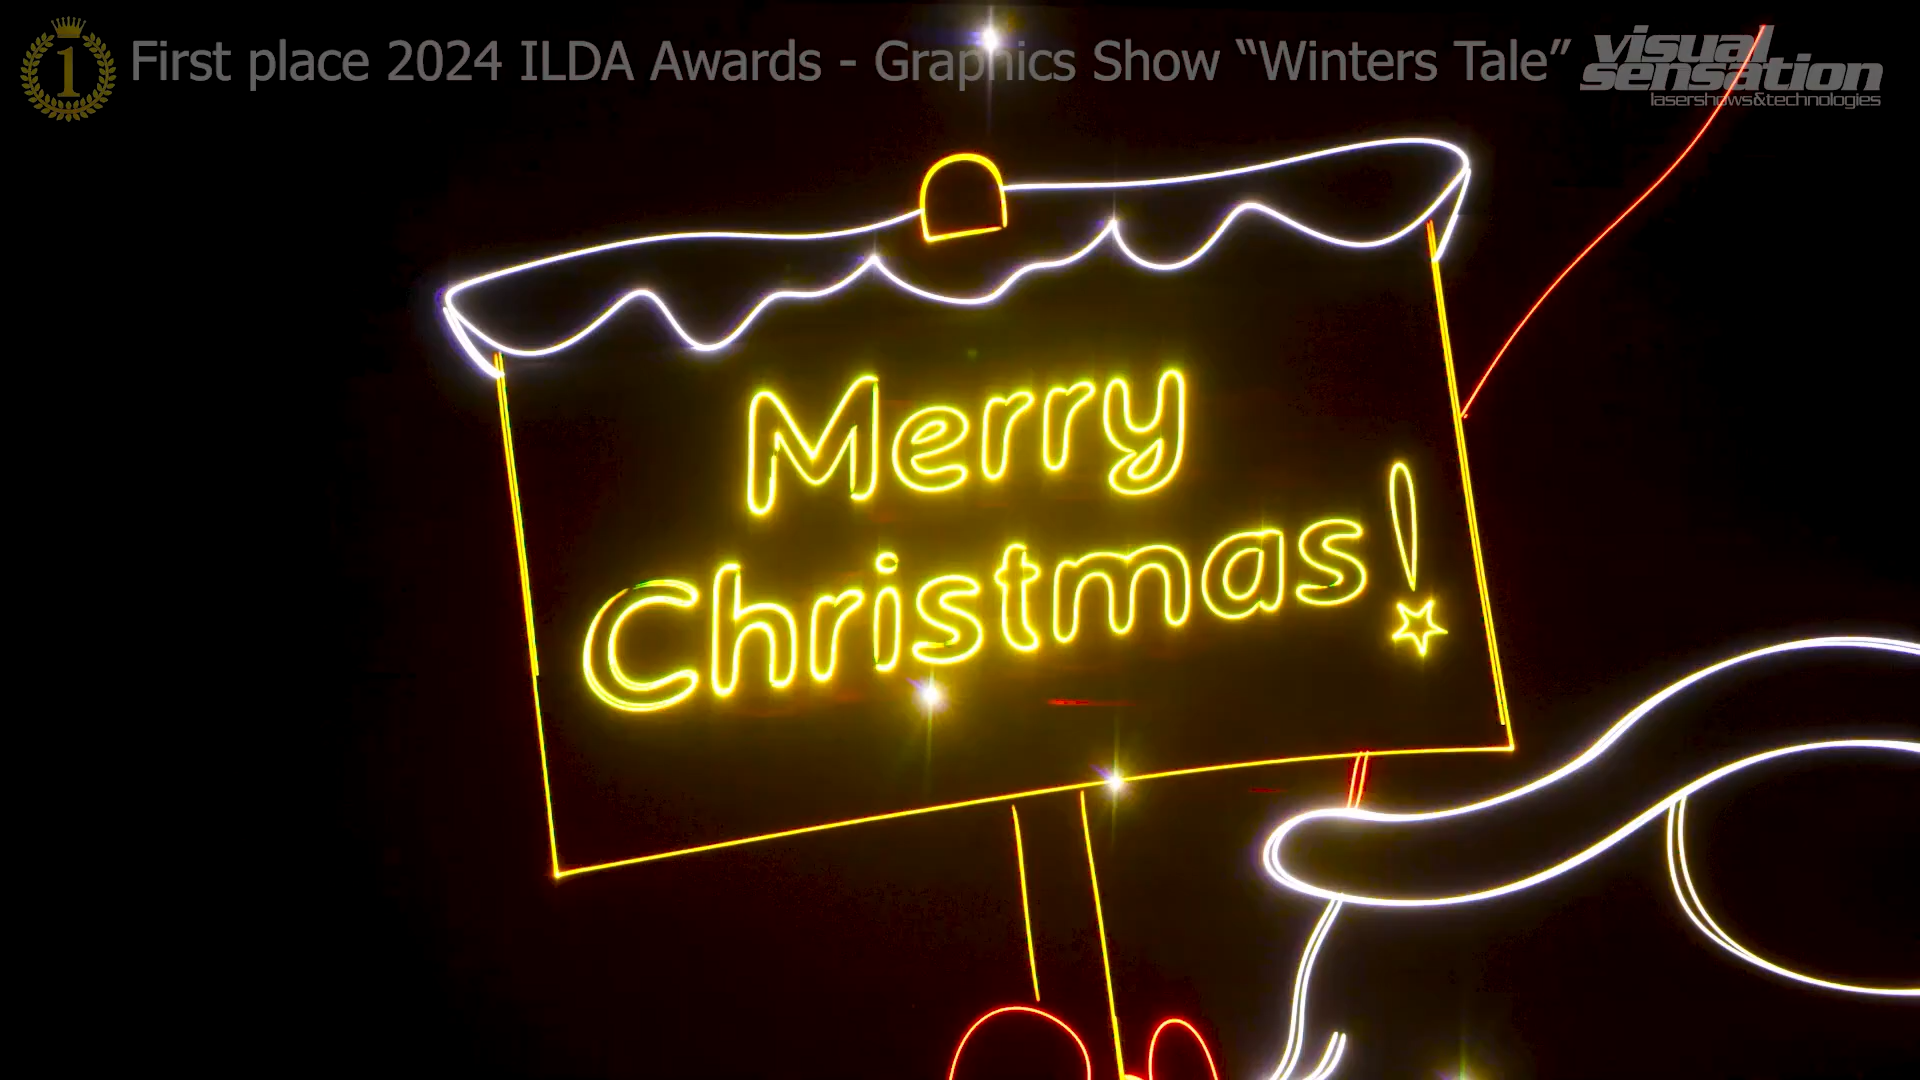 1 First place 2024 ILDA Awards - Graphics Show “Winters Tale”
visual
sensation
lasershows&technologies
Merry
Christmas!